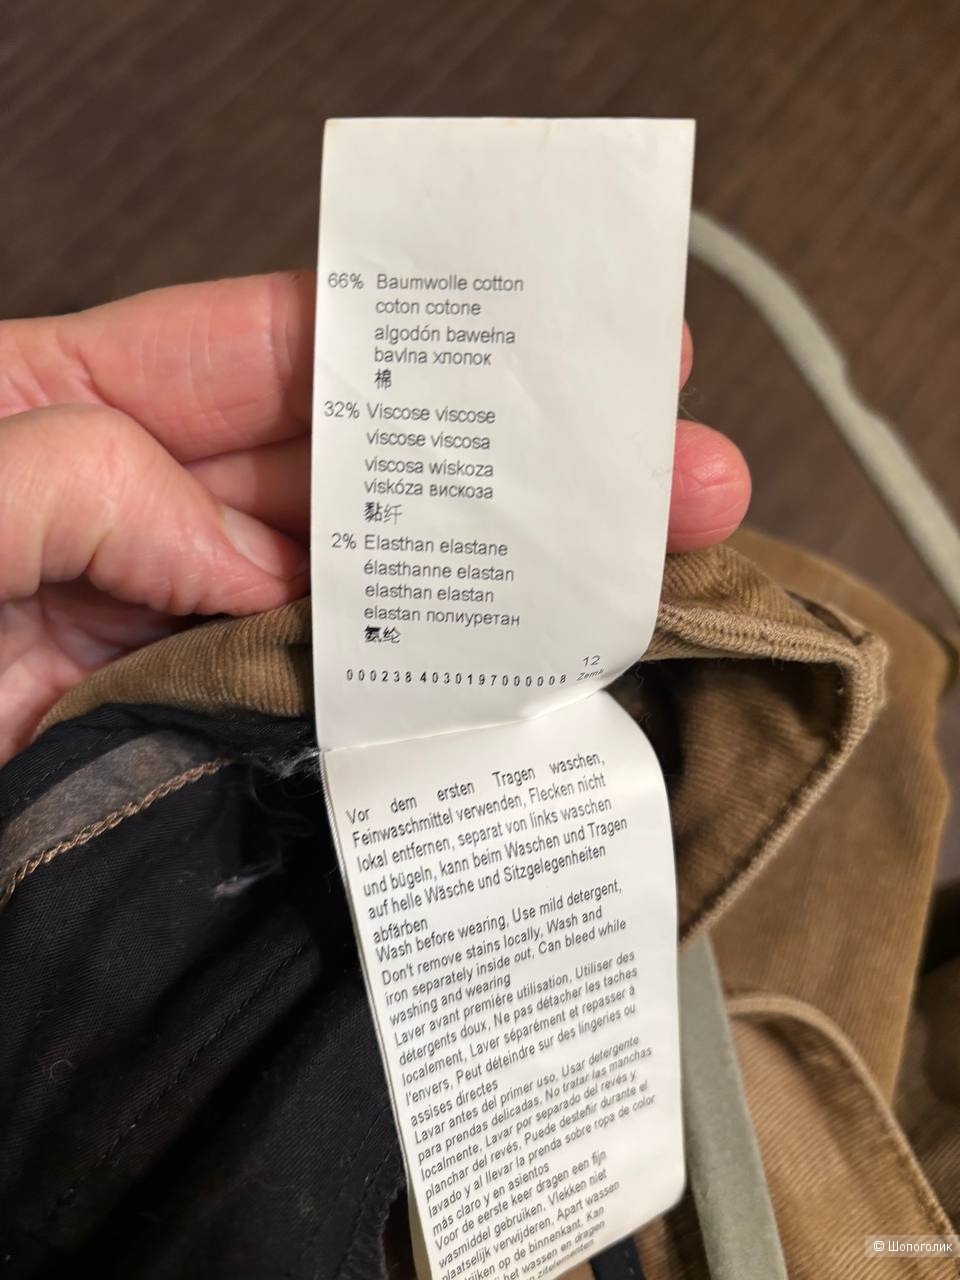 66% Baumwolle cotton
coton cotone
algodón bawełna
bavlna хлопок
棉
32% Viscose viscose
viscose viscosa
viscosa wiskoza
viskóza вискоза
黏纤
2% Elasthan elastane
élasthanne elastan
elasthan elastan
elastan полиуретан
氨纶
12
000238403019700000 8
Vor dem ersten Tragen waschen,
Feinwaschmittel verwenden, Flecken nicht
lokal entfernen, separat von links waschen
und bügeln, kann beim Waschen und Tragen
auf helle Wäsche und Sitzgelegenheiten
abfärben
Wash before wearing, Use mild detergent,
Don't remove stains locally, Wash and
iron separately inside out, Can bleed while
washing and wearing
Laver avant première utilisation, Utiliser des
détergents doux, Ne pas détacher les taches
localement, Laver séparément et repasser à
l'envers, Peut déteindre sur des lingeries ou
assises directes
Lavar antes del primer uso, Usar detergente
para prendas delicadas, No tratar las manchas
localmente, Lavar por separado del revés y
planchar del revés, Puede desteñir durante el
lavado y al llevar la prenda sobre ropa de color
más claro y en asientos
Voor de eerste keer dragen een fijn
wasmiddel gebruiken, Vlekken niet
plaatselijk verwijderen, Apart wassen
rijken op de binnenkant, Kan
het wassen en dragen
zitelementen
© Шопоголик